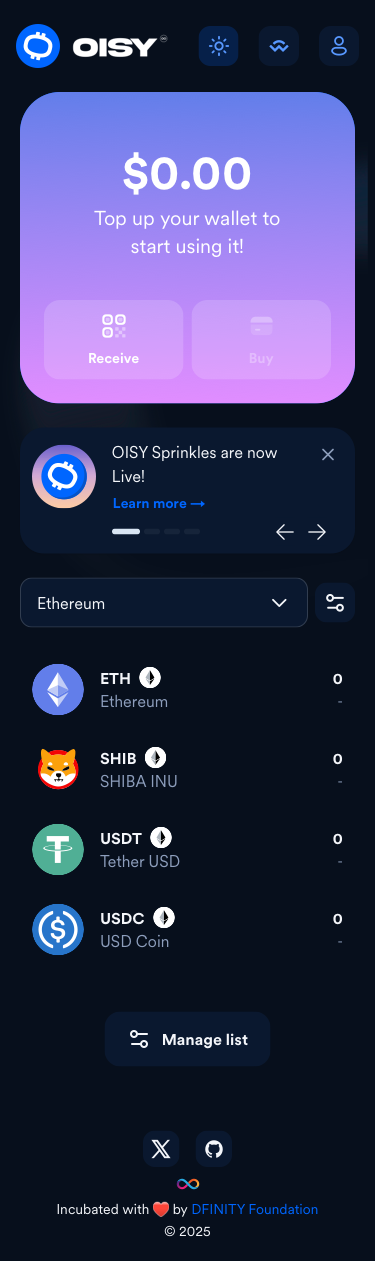 OISY
$0.00
Top up your wallet to
start using it!
Receive
Buy
OISY Sprinkles are now
Live!
Learn more →
Ethereum
ETH
0
Ethereum
-
SHIB
0
SHIBA INU
-
USDT
0
Tether USD
-
USDC
0
USD Coin
-
Manage list
Incubated with ❤️ by DFINITY Foundation
© 2025